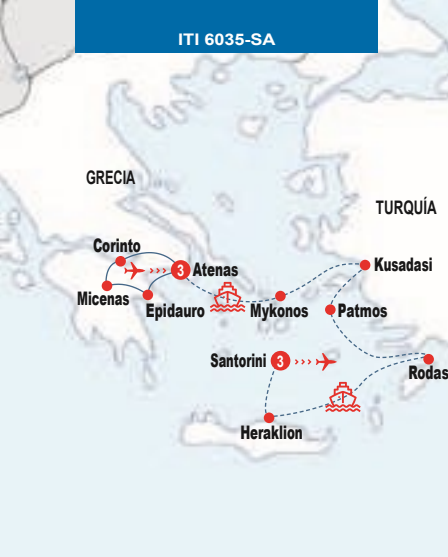 ITI 6035-SA
GRECIA
TURQUÍA
Corinto
3 Atenas
Kusadasi
Micenas
Epidauro
Mykonos
Patmos
Santorini 3
Rodas
Heraklion